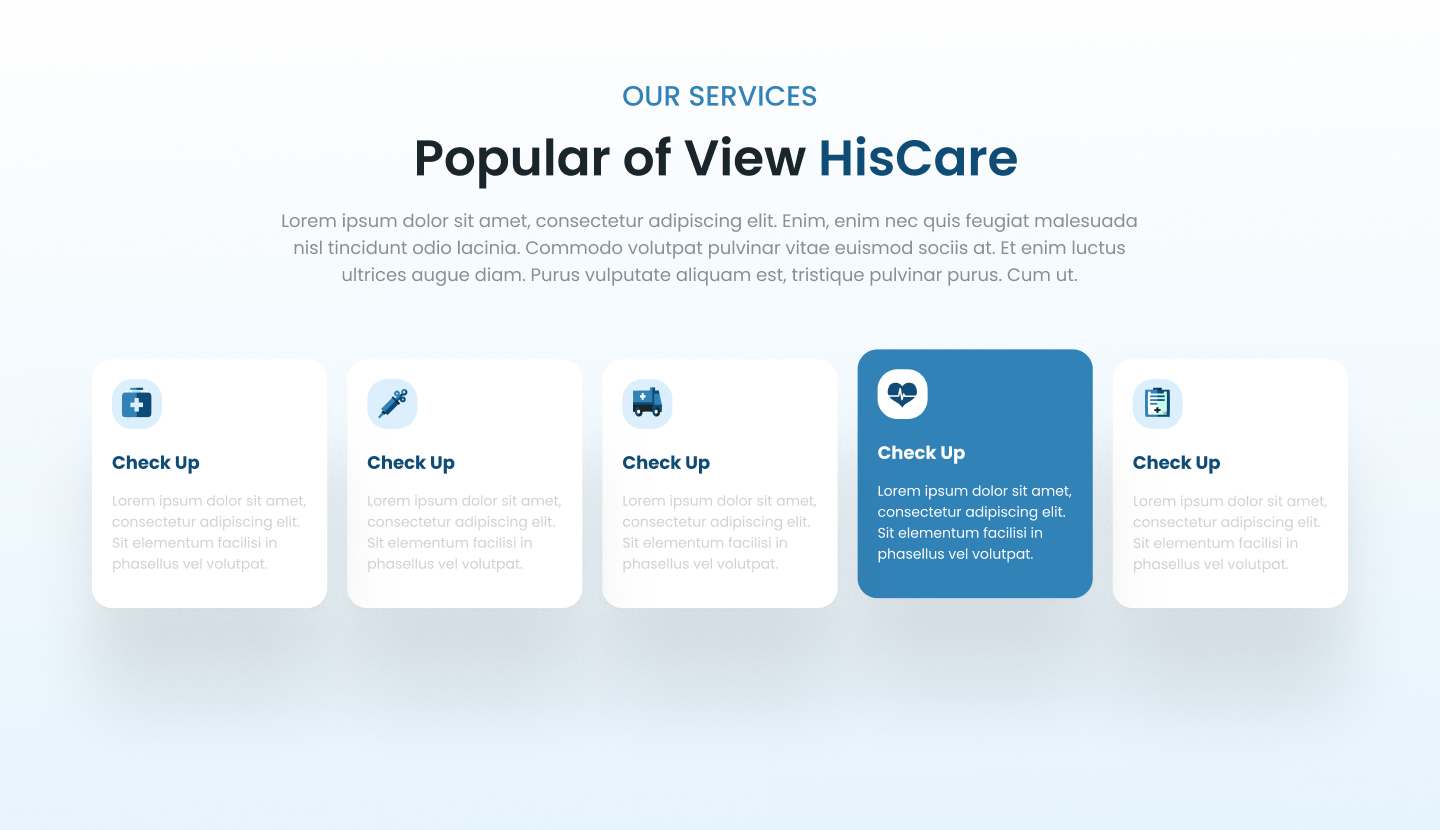 OUR SERVICES
Popular of View HisCare
Lorem ipsum dolor sit amet, consectetur adipiscing elit. Enim, enim nec quis feugiat malesuada
nisl tincidunt odio lacinia. Commodo volutpat pulvinar vitae euismod sociis at. Et enim luctus
ultrices augue diam. Purus vulputate aliquam est, tristique pulvinar purus. Cum ut.
Check Up
Lorem ipsum dolor sit amet,
consectetur adipiscing elit.
Sit elementum facilisi in
phasellus vel volutpat.
Check Up
Lorem ipsum dolor sit amet,
consectetur adipiscing elit.
Sit elementum facilisi in
phasellus vel volutpat.
Check Up
Lorem ipsum dolor sit amet,
consectetur adipiscing elit.
Sit elementum facilisi in
phasellus vel volutpat.
Check Up
Lorem ipsum dolor sit amet,
consectetur adipiscing elit.
Sit elementum facilisi in
phasellus vel volutpat.
Check Up
Lorem ipsum dolor sit amet,
consectetur adipiscing elit.
Sit elementum facilisi in
phasellus vel volutpat.